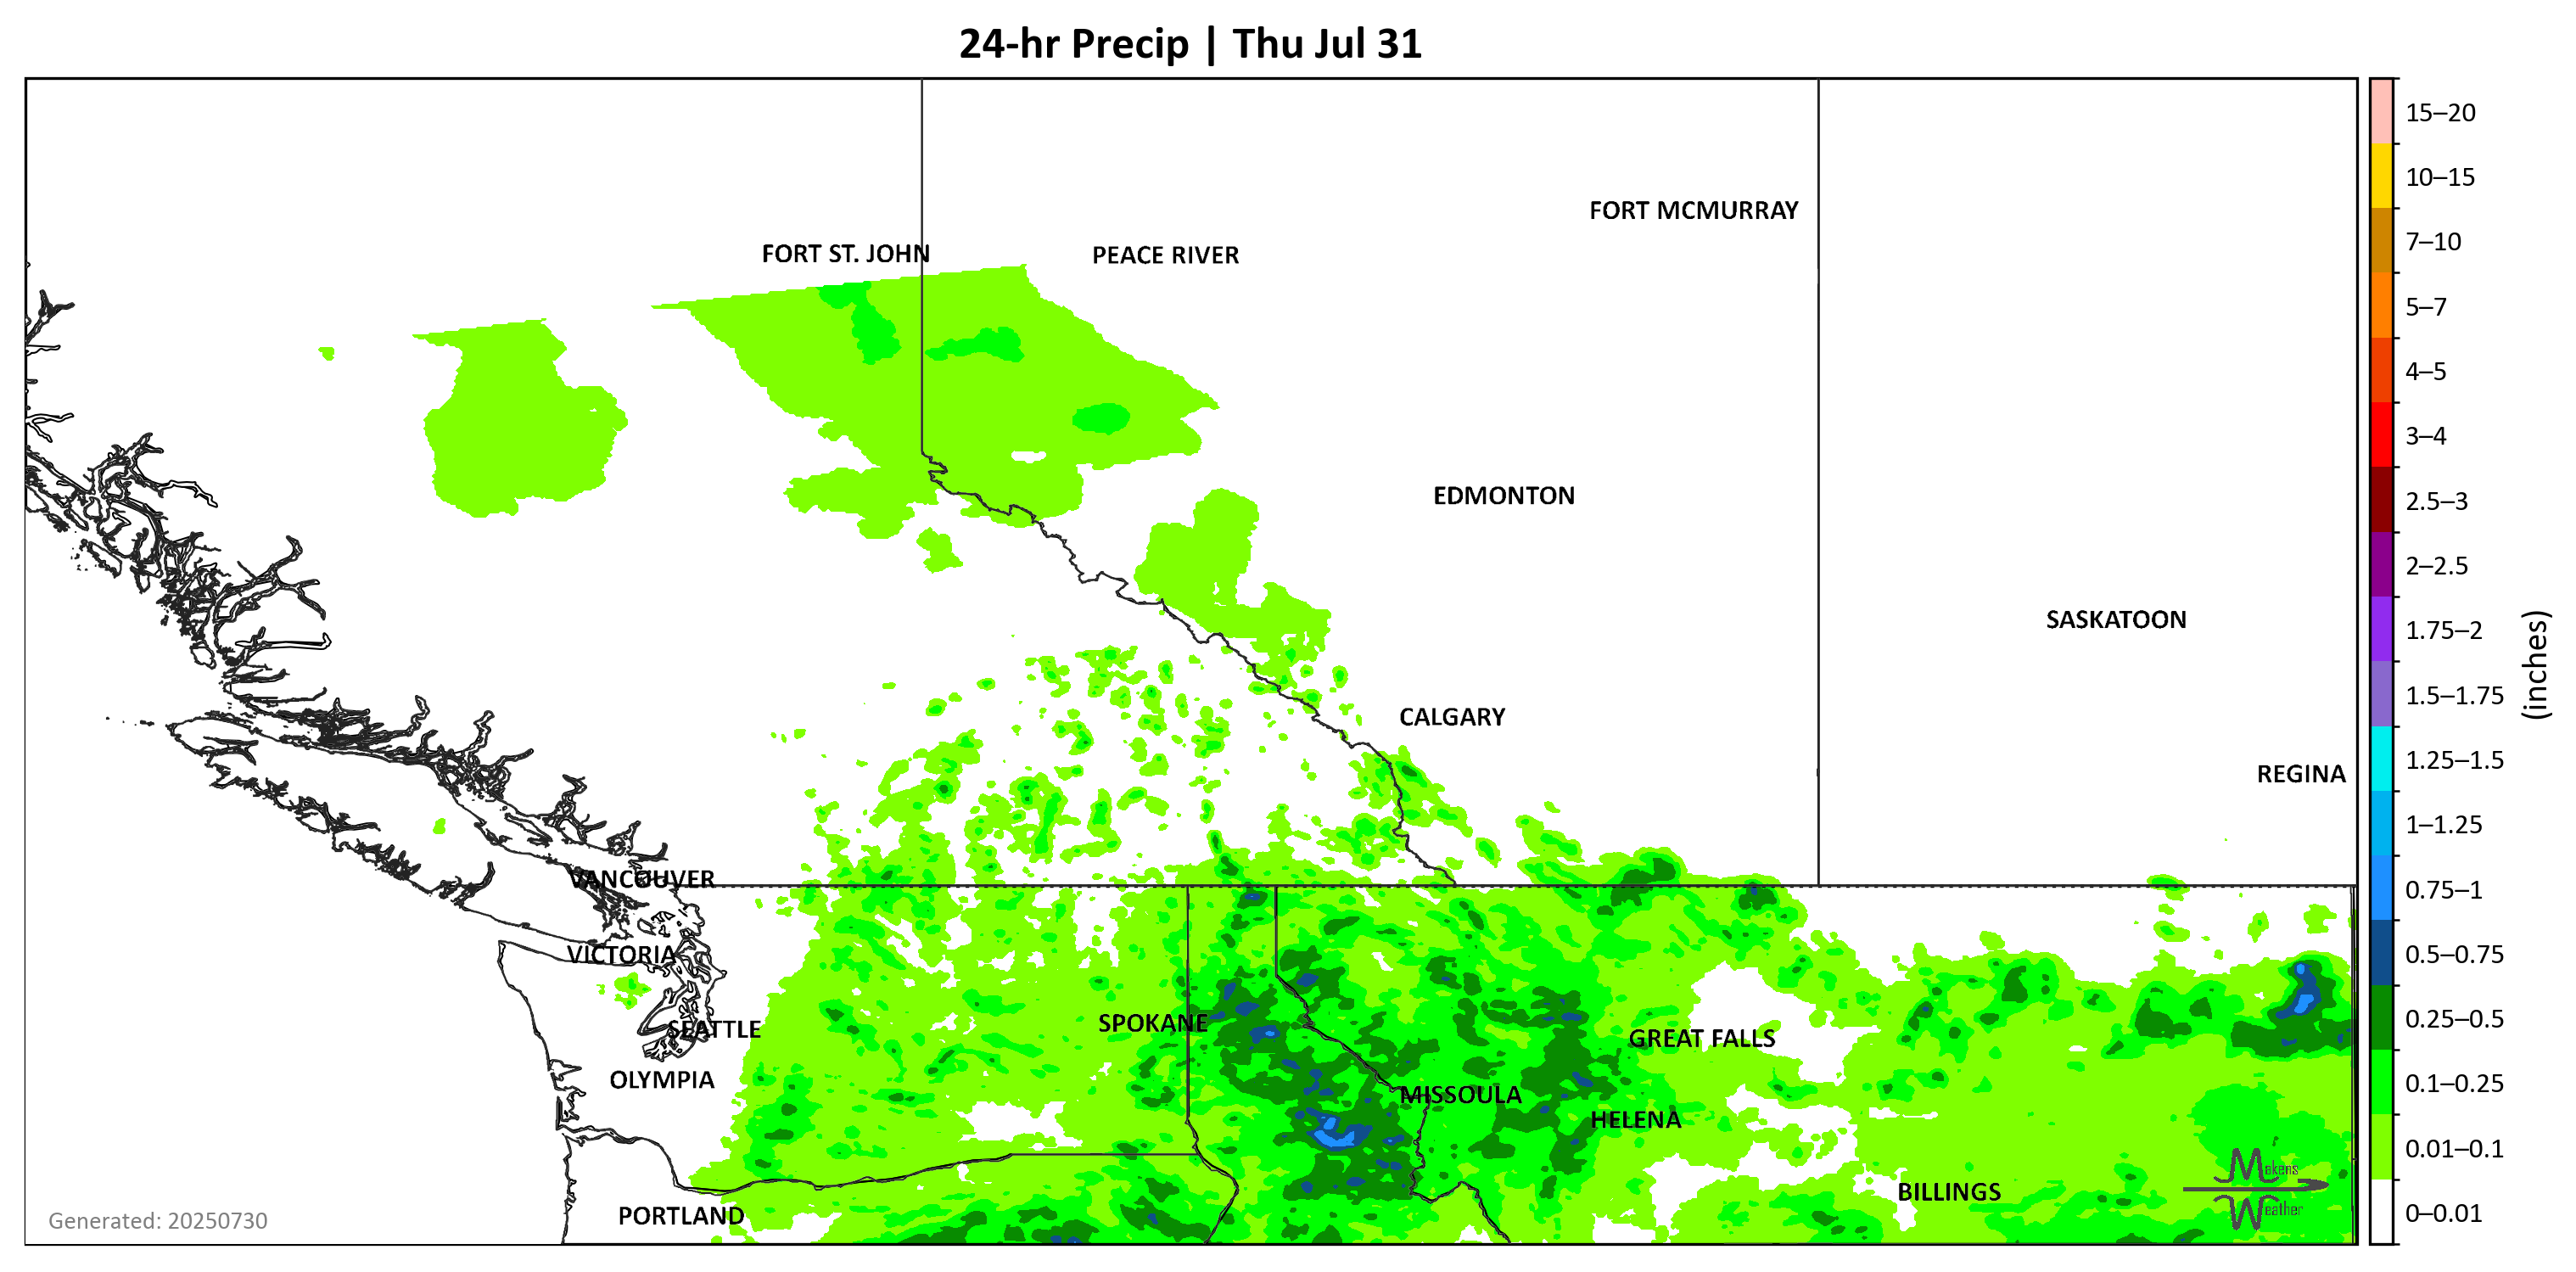 24-hr Precip | Thu Jul 31
FORT MCMURRAY
FORT ST. JOHN
PEACE RIVER
EDMONTON
SASKATOON
CALGARY
REGINA
VANCOUVER
VICTORIA
SEATTLE
SPOKANE
GREAT FALLS
OLYMPIA
MISSOULA
HELENA
BILLINGS
PORTLAND
Generated: 20250730
Makens
Weather
15–20
10–15
7–10
5–7
4–5
3–4
2.5–3
2–2.5
1.75–2
1.5–1.75
1.25–1.5
1–1.25
0.75–1
0.5–0.75
0.25–0.5
0.1–0.25
0.01–0.1
0–0.01
(inches)